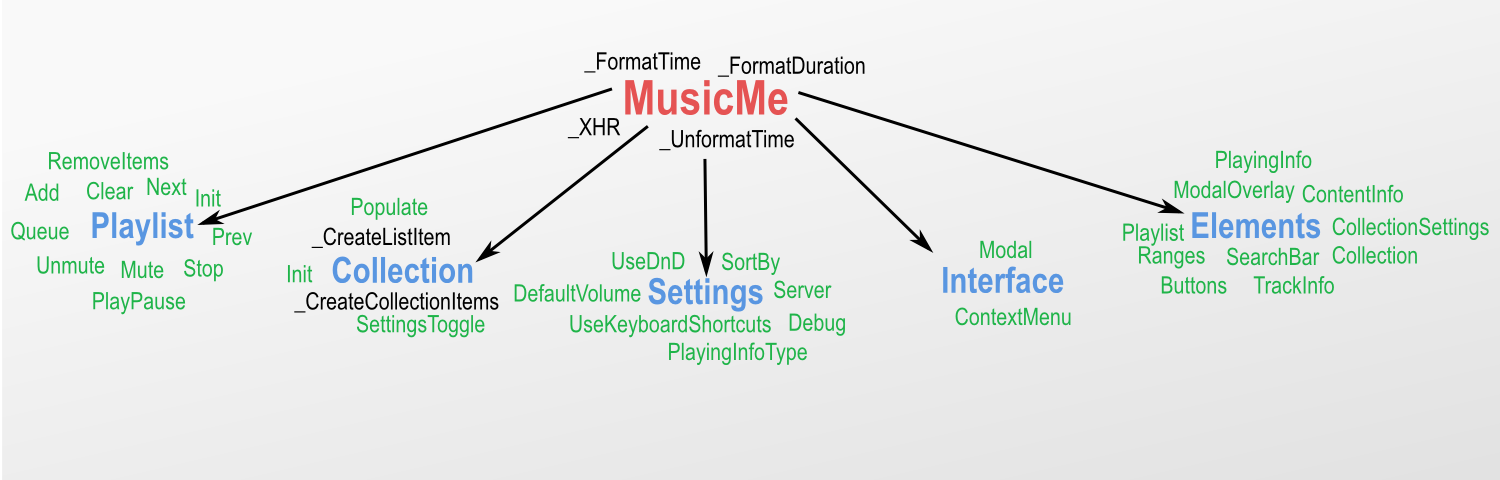 _FormatTime _FormatDuration
MusicMe
_XHR
_UnformatTime
RemoveItems
Add Clear Next Init
Playlist
Queue Prev
Unmute Mute Stop
PlayPause
Populate
_CreateListItem
Init Collection
_CreateCollectionItems
SettingsToggle
UseDnD SortBy
DefaultVolume Settings Server
UseKeyboardShortcuts Debug
PlayingInfoType
Modal
Interface
ContextMenu
PlayingInfo
ModalOverlay ContentInfo
Playlist Elements CollectionSettings
Ranges SearchBar Collection
Buttons TrackInfo